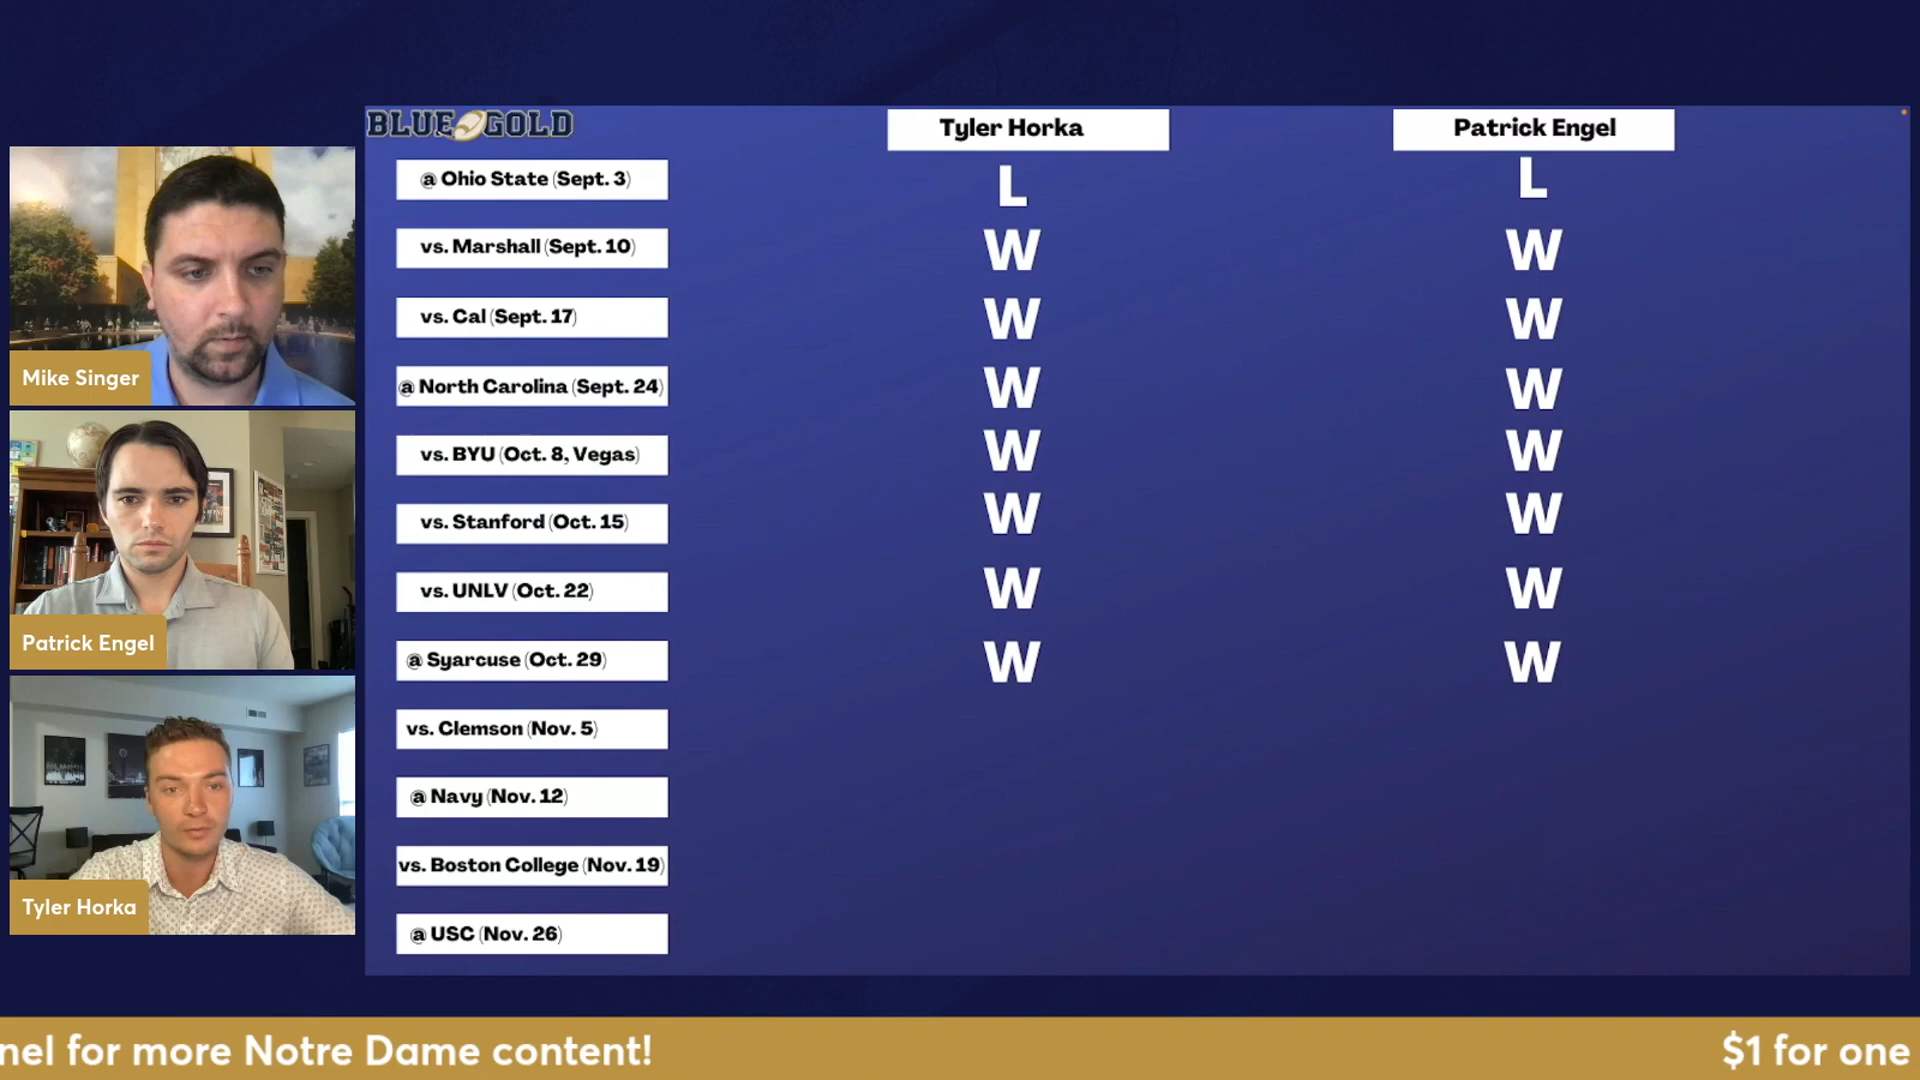 BLUE GOLD
Tyler Horka
Patrick Engel
@ Ohio State (Sept. 3)
L
L
vs. Marshall (Sept. 10)
W
W
vs. Cal (Sept. 17)
W
W
@ North Carolina (Sept. 24)
W
W
vs. BYU (Oct. 8, Vegas)
W
W
vs. Stanford (Oct. 15)
W
W
vs. UNLV (Oct. 22)
W
W
@ Syarcuse (Oct. 29)
W
W
vs. Clemson (Nov. 5)
@ Navy (Nov. 12)
vs. Boston College (Nov. 19)
@ USC (Nov. 26)
Mike Singer
Patrick Engel
Tyler Horka
nel for more Notre Dame content!
$1 for one